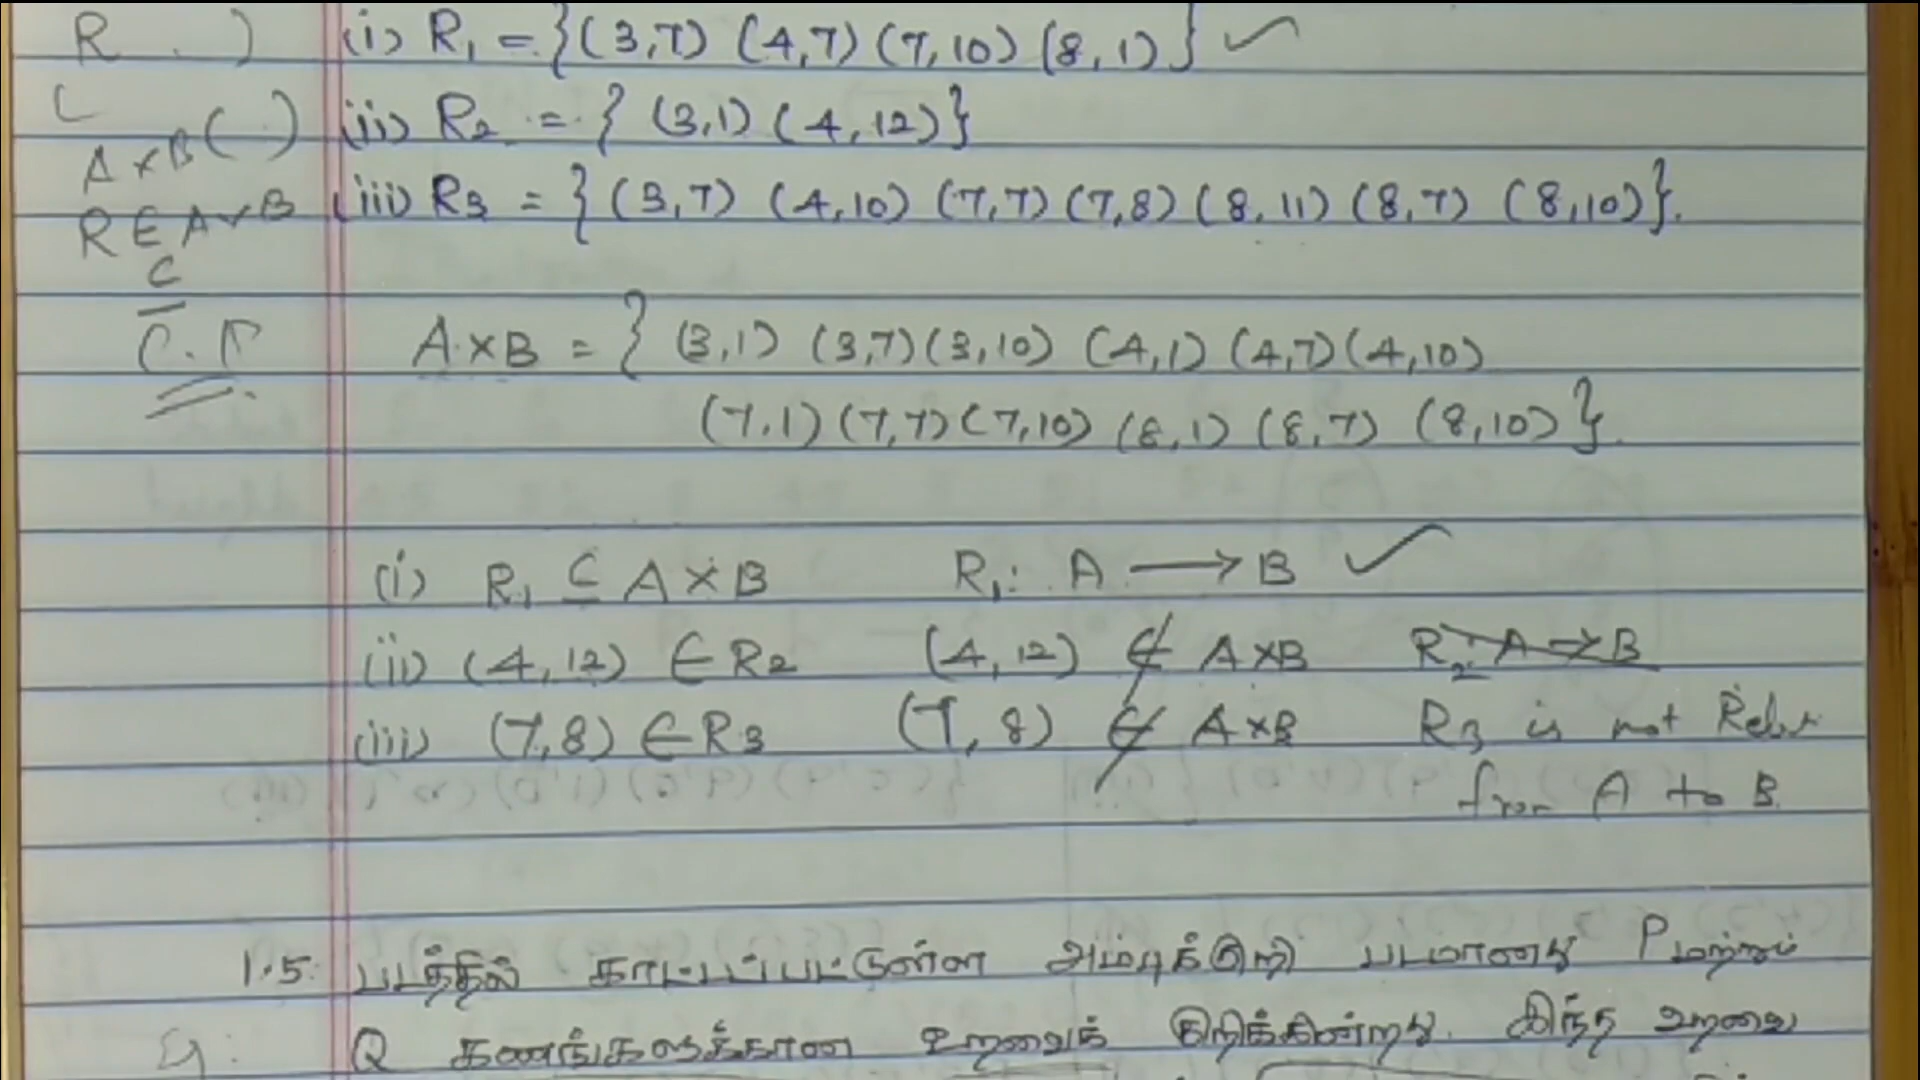 R . ) (i) R₁ = {(3,7) (4,7) (7,10) (8,1)} ✓
A×B( ) (ii) R₂ = { (3,1) (4,12)}
R ∈ A×B (iii) R₃ = {(3,7) (4,10) (7,7) (7,8) (8,11) (8,7) (8,10)}.
⊂
A×B = { (3,1) (3,7) (3,10) (4,1) (4,7) (4,10)
(7,1) (7,7) (7,10) (8,1) (8,7) (8,10) }.
(i) R₁ ⊆ A×B R₁: A → B ✓
(ii) (4,12) ∈ R₂ (4,12) ∉ A×B R₂: A → B
(iii) (7,8) ∈ R₃ (7,8) ∉ A×B R₃ is not
from A to B.
1.5. படத்தில் காட்டப்பட்டுள்ள அம்புக்குறி படமானது P மற்றும்
Q கணங்களுக்கான உறவைக் குறிக்கின்றது. இந்த உறவை